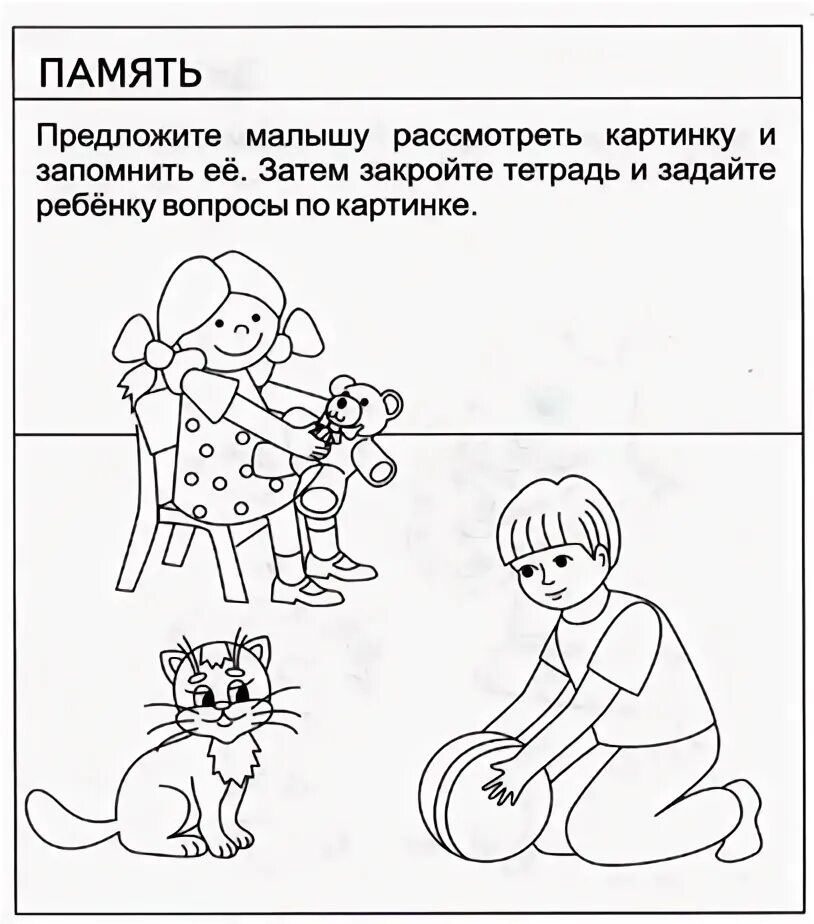 ПАМЯТЬ
Предложите малышу рассмотреть картинку и
запомнить её. Затем закройте тетрадь и задайте
ребёнку вопросы по картинке.